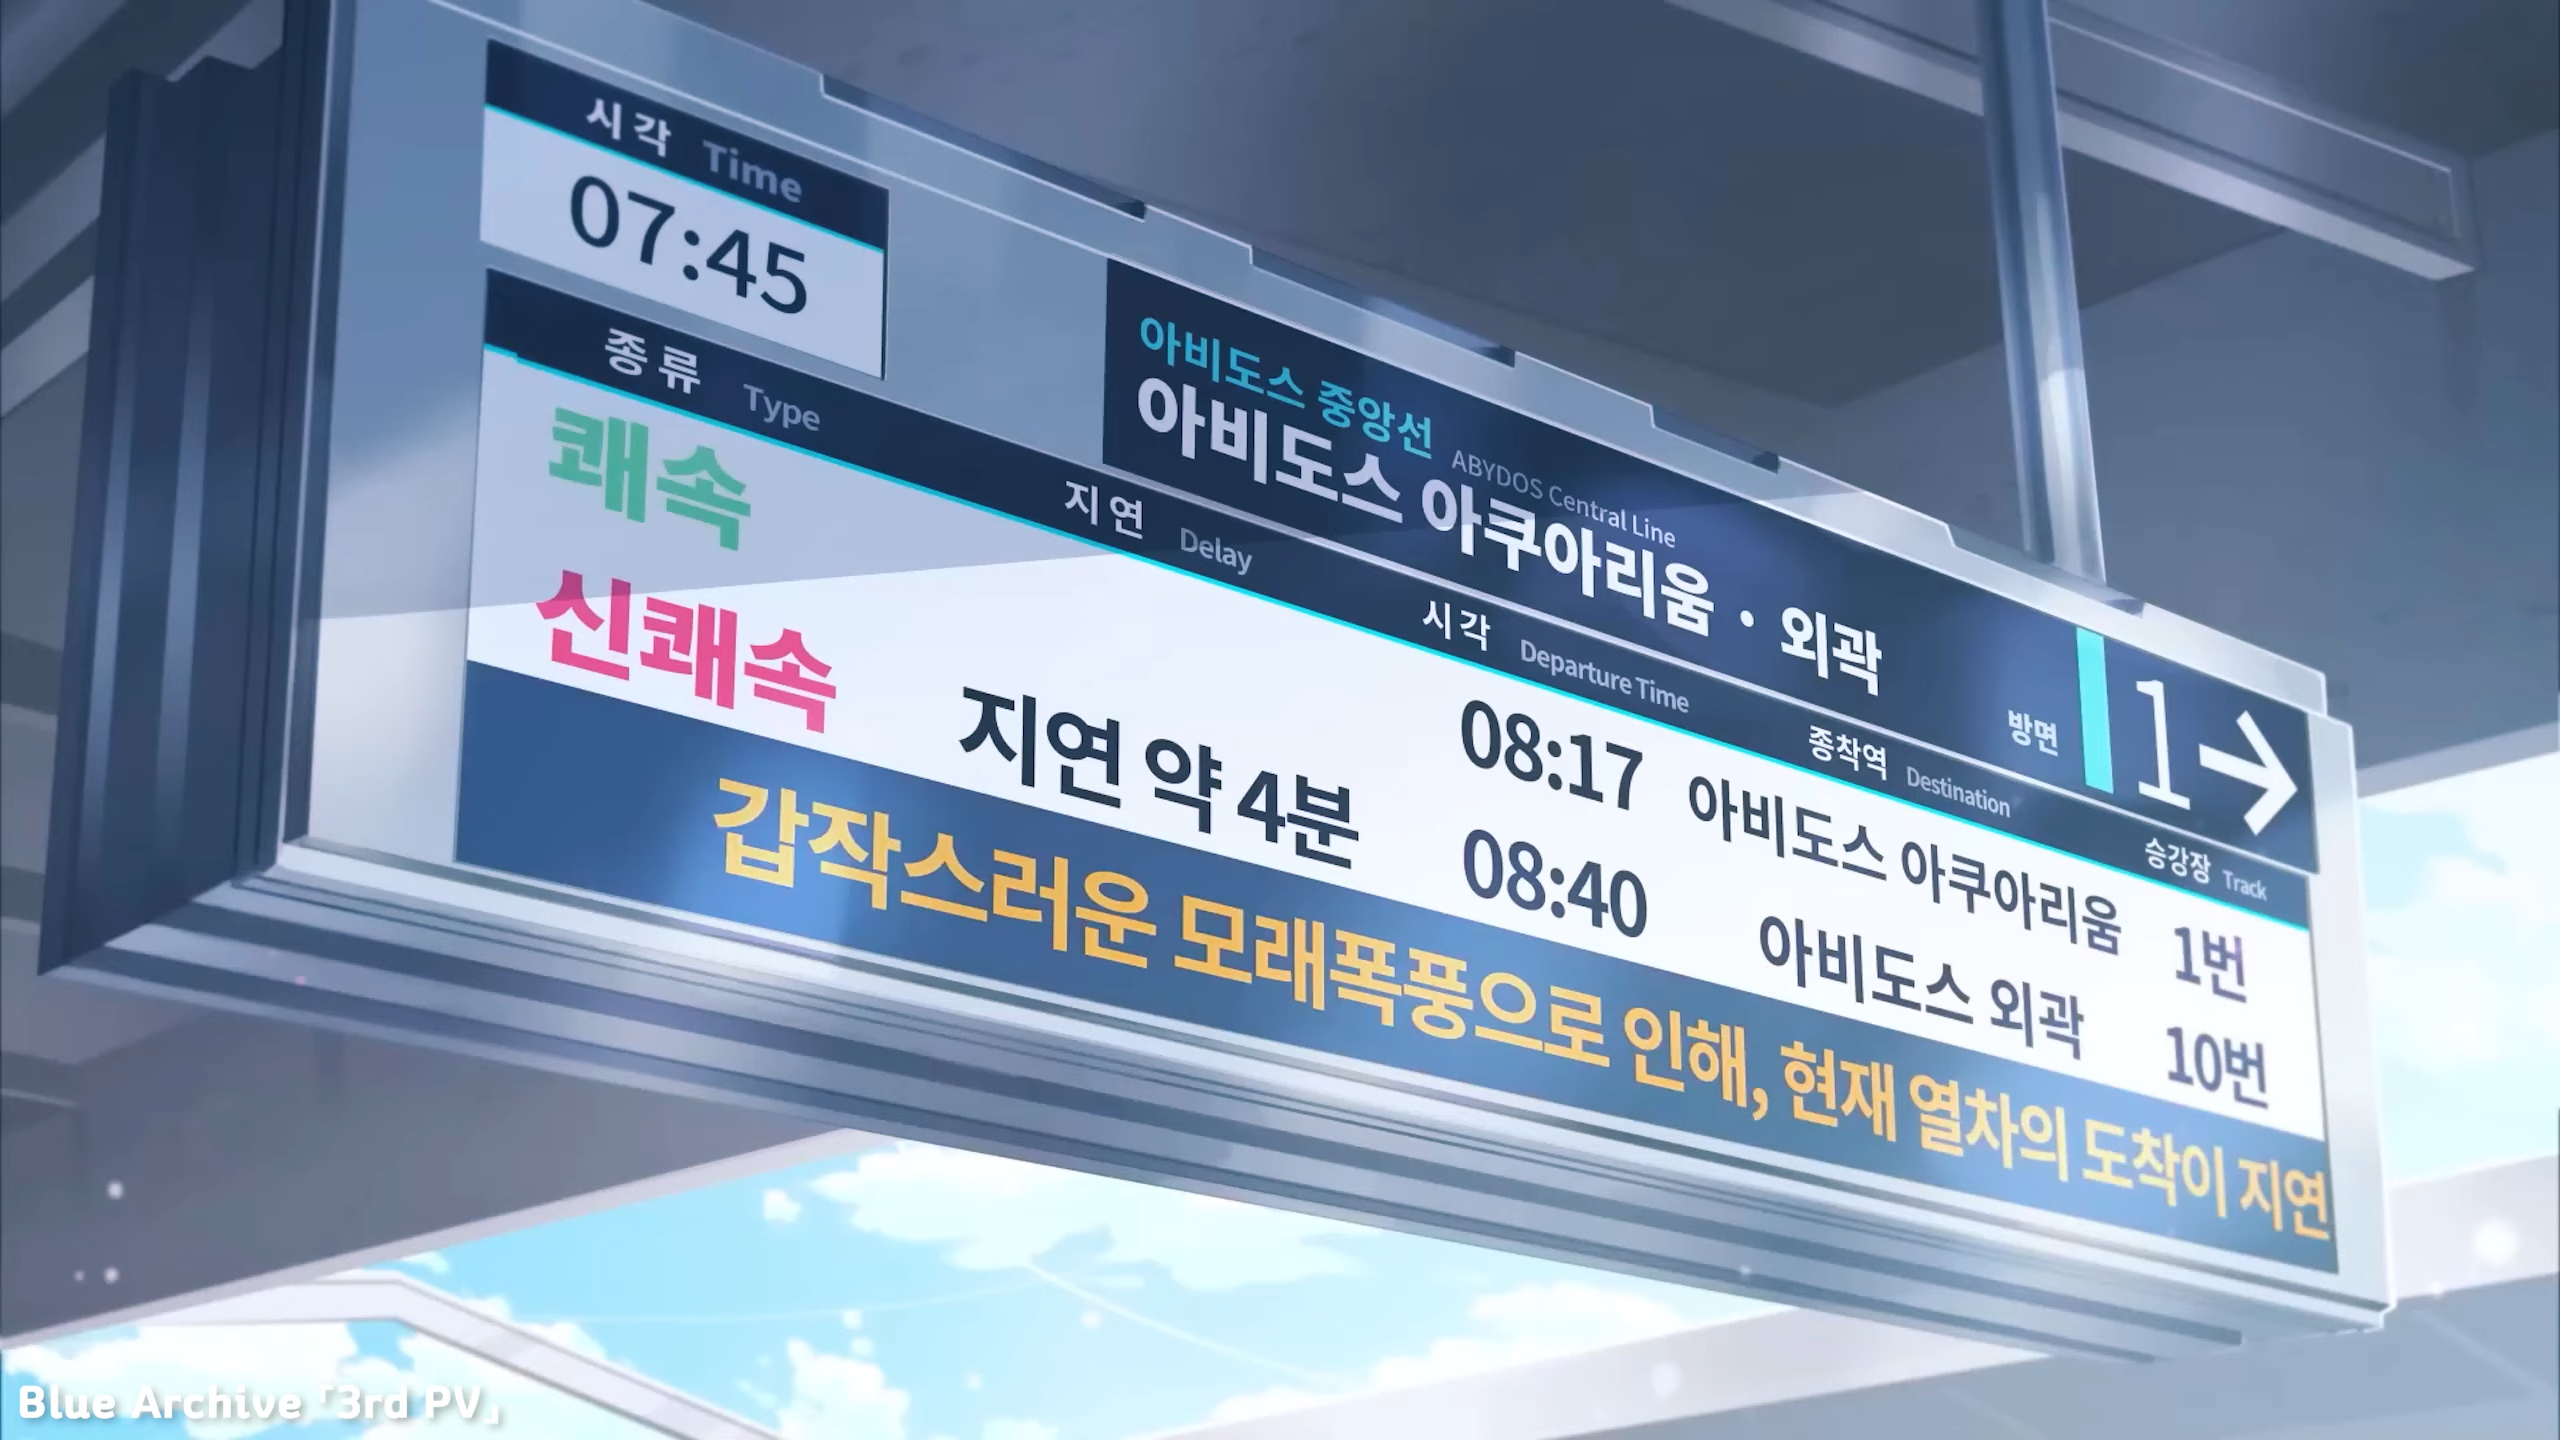 시각 Time
07:45
아비도스 중앙선 ABYDOS Central Line
아비도스 아쿠아리움 · 외곽 방면 1→
종류 Type 지연 Delay 시각 Departure Time 종착역 Destination 승강장 Track
쾌속 08:17 아비도스 아쿠아리움 1번
신쾌속 지연 약 4분 08:40 아비도스 외곽 10번
갑작스러운 모래폭풍으로 인해, 현재 열차의 도착이 지연
Blue Archive「3rd PV」